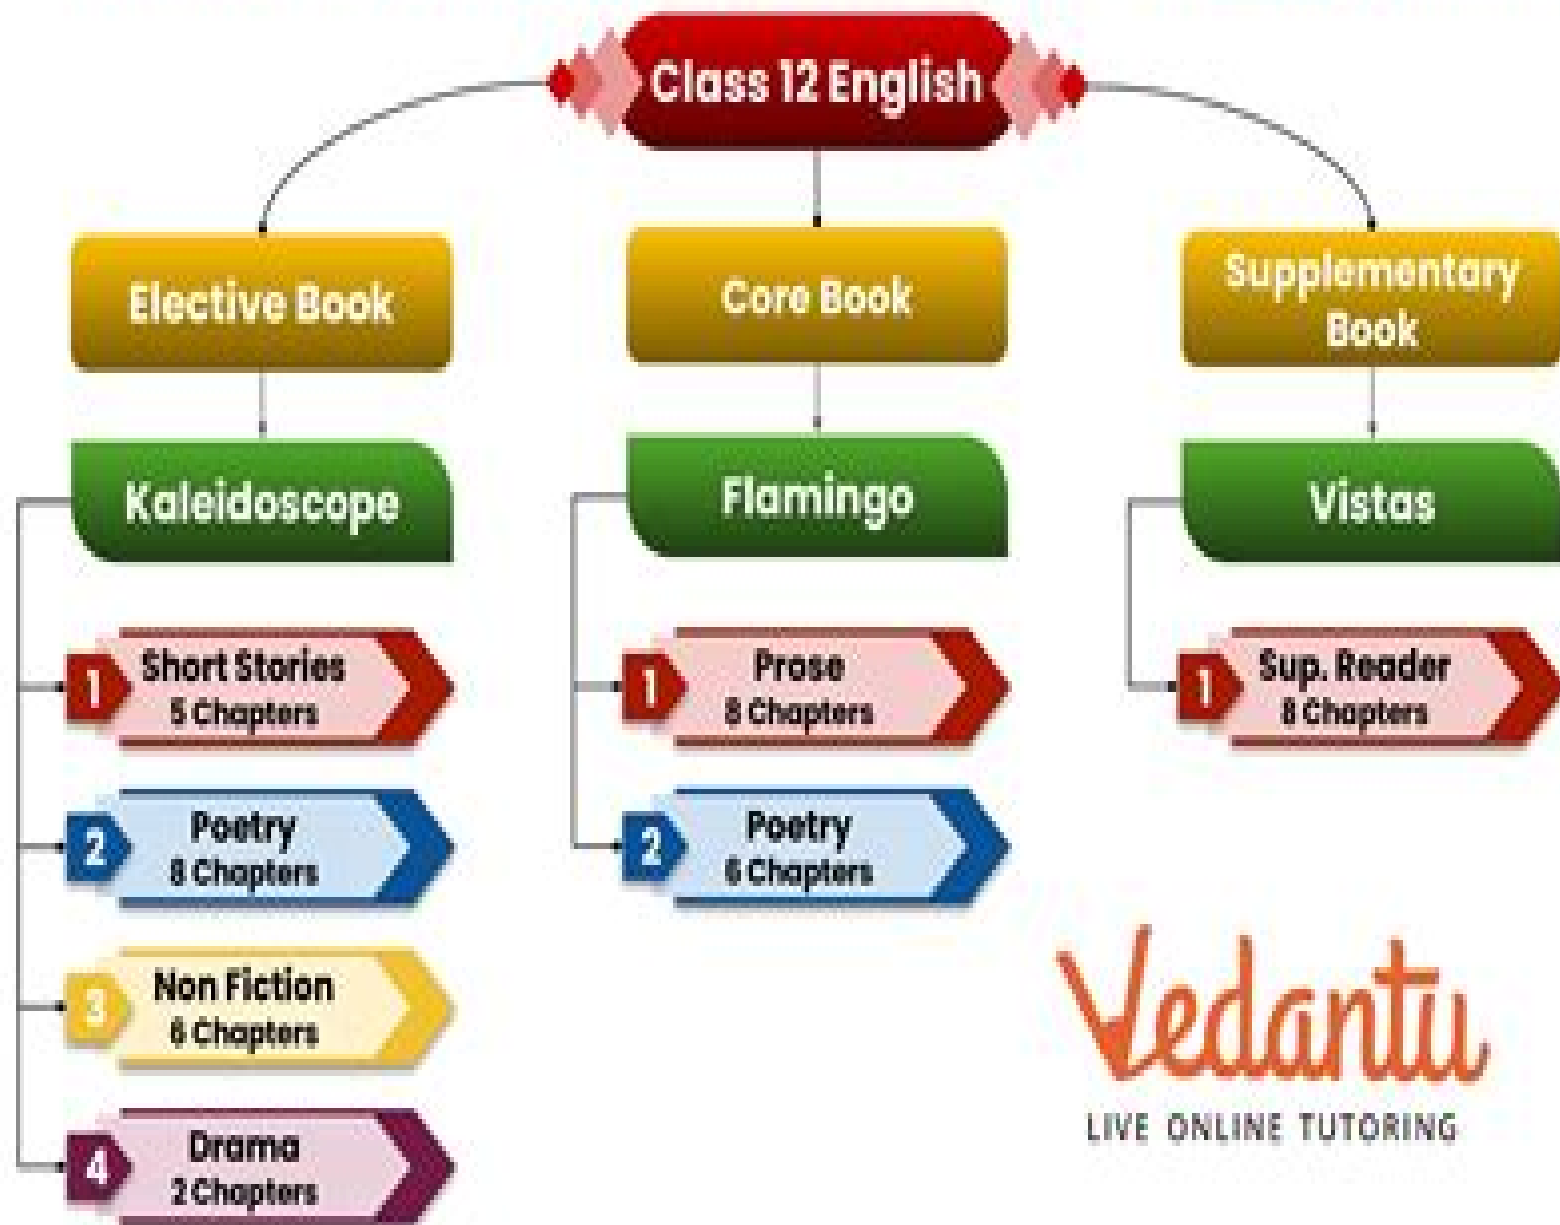 Class 12 English
Elective Book
Kaleidoscope
1
Short Stories
5 Chapters
2
Poetry
8 Chapters
3
Non Fiction
6 Chapters
4
Drama
2 Chapters
Core Book
Flamingo
1
Prose
8 Chapters
2
Poetry
6 Chapters
Supplementary
Book
Vistas
1
Sup. Reader
8 Chapters
Vedantu
LIVE ONLINE TUTORING